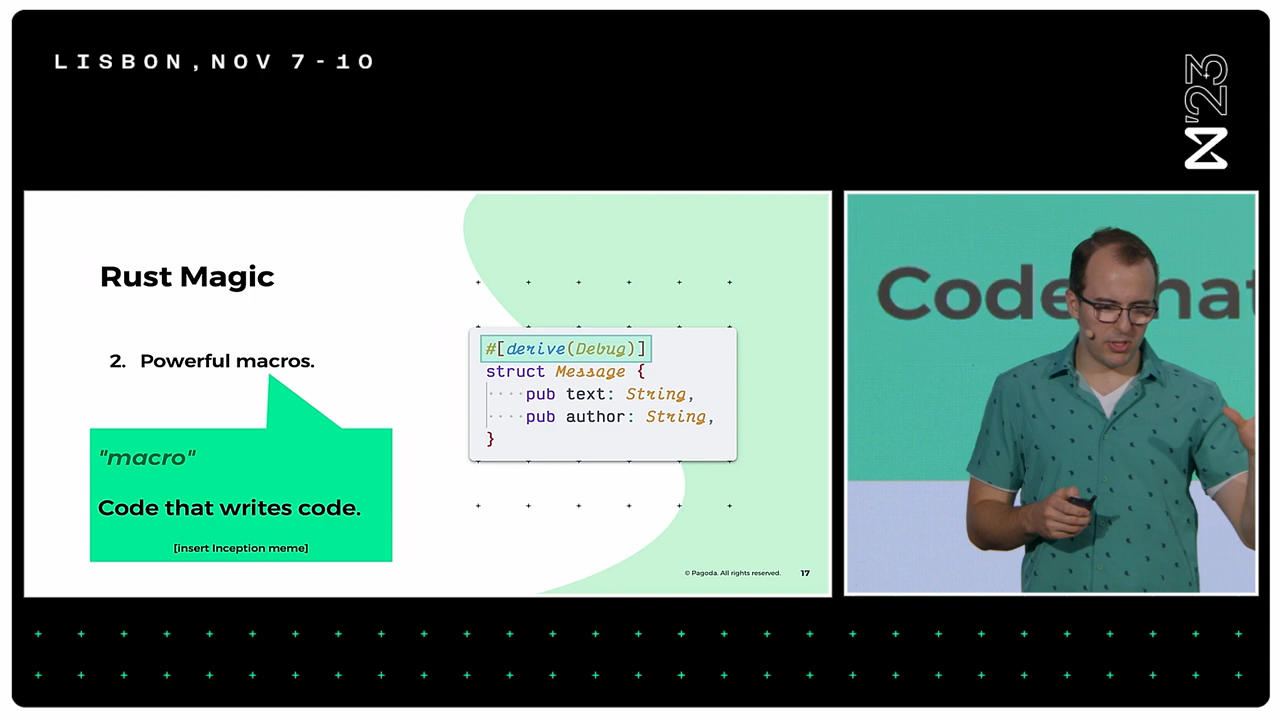 LISBON, NOV 7-10
'23
Rust Magic
2. Powerful macros.
"macro"
Code that writes code.
[insert Inception meme]
#[derive(Debug)]
struct Message {
····pub text: String,
····pub author: String,
}
© Pagoda. All rights reserved.
17
Code